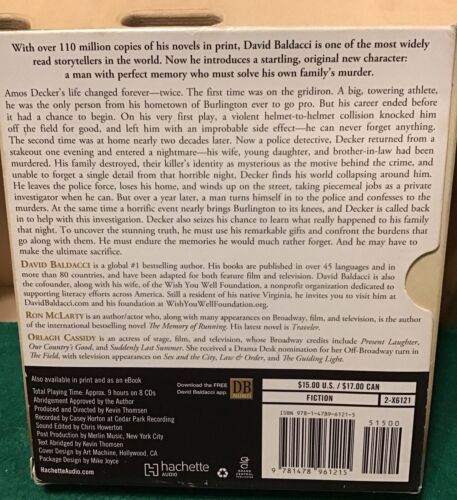 With over 110 million copies of his novels in print, David Baldacci is one of the most widely
read storytellers in the world. Now he introduces a startling, original new character:
a man with perfect memory who must solve his own family's murder.
Amos Decker's life changed forever—twice. The first time was on the gridiron. A big, towering athlete,
he was the only person from his hometown of Burlington ever to go pro. But his career ended before
it had a chance to begin. On his very first play, a violent helmet-to-helmet collision knocked him
off the field for good, and left him with an improbable side effect—he can never forget anything.
The second time was at home nearly two decades later. Now a police detective, Decker returned from a
stakeout one evening and entered a nightmare—his wife, young daughter, and brother-in-law had been
murdered. His family destroyed, their killer's identity as mysterious as the motive behind the crime, and
unable to forget a single detail from that horrible night, Decker finds his world collapsing around him.
He leaves the police force, loses his home, and winds up on the street, taking piecemeal jobs as a private
investigator when he can. But over a year later, a man turns himself in to the police and confesses to the
murders. At the same time a horrific event nearly brings Burlington to its knees, and Decker is called back
in to help with this investigation. Decker also seizes his chance to learn what really happened to his family
that night. To uncover the stunning truth, he must use his remarkable gifts and confront the burdens that
go along with them. He must endure the memories he would much rather forget. And he may have to
make the ultimate sacrifice.
DAVID BALDACCI is a global #1 bestselling author. His books are published in over 45 languages and in
more than 80 countries, and have been adapted for both feature film and television. David Baldacci is also
the cofounder, along with his wife, of the Wish You Well Foundation, a nonprofit organization dedicated to
supporting literacy efforts across America. Still a resident of his native Virginia, he invites you to visit him at
DavidBaldacci.com and his foundation at WishYouWellFoundation.org.
RON MCLARTY is an author/actor who, along with many appearances on Broadway, film, and television, is the author
of the international bestselling novel The Memory of Running. His latest novel is Traveler.
ORLAGH CASSIDY is an actress of stage, film, and television, whose Broadway credits include Present Laughter,
Our Country's Good, and Suddenly Last Summer. She received a Drama Desk nomination for her Off-Broadway turn in
The Field, with television appearances on Sex and the City, Law & Order, and The Guiding Light.
Also available in print and as an eBook
Total Playing Time: Approx. 9 hours on 8 CDs
Abridgement Approved by the Author
Produced and Directed by Kevin Thomsen
Recorded by Casey Horton at Cedar Park Recording
Sound Edited by Chris Howerton
Post Production by Merlin Music, New York City
Text Abridged by Kevin Thomsen
Cover Design by Art Machine, Hollywood, CA
Package Design by Mike Joyce
HachetteAudio.com
Download the FREE
David Baldacci app.
DB
BALDACCI
hachette
AUDIO
$15.00 U.S. / $17.00 CAN
FICTION
2-X6121
ISBN 978-1-4789-6121-5
51500
9 781478 961215